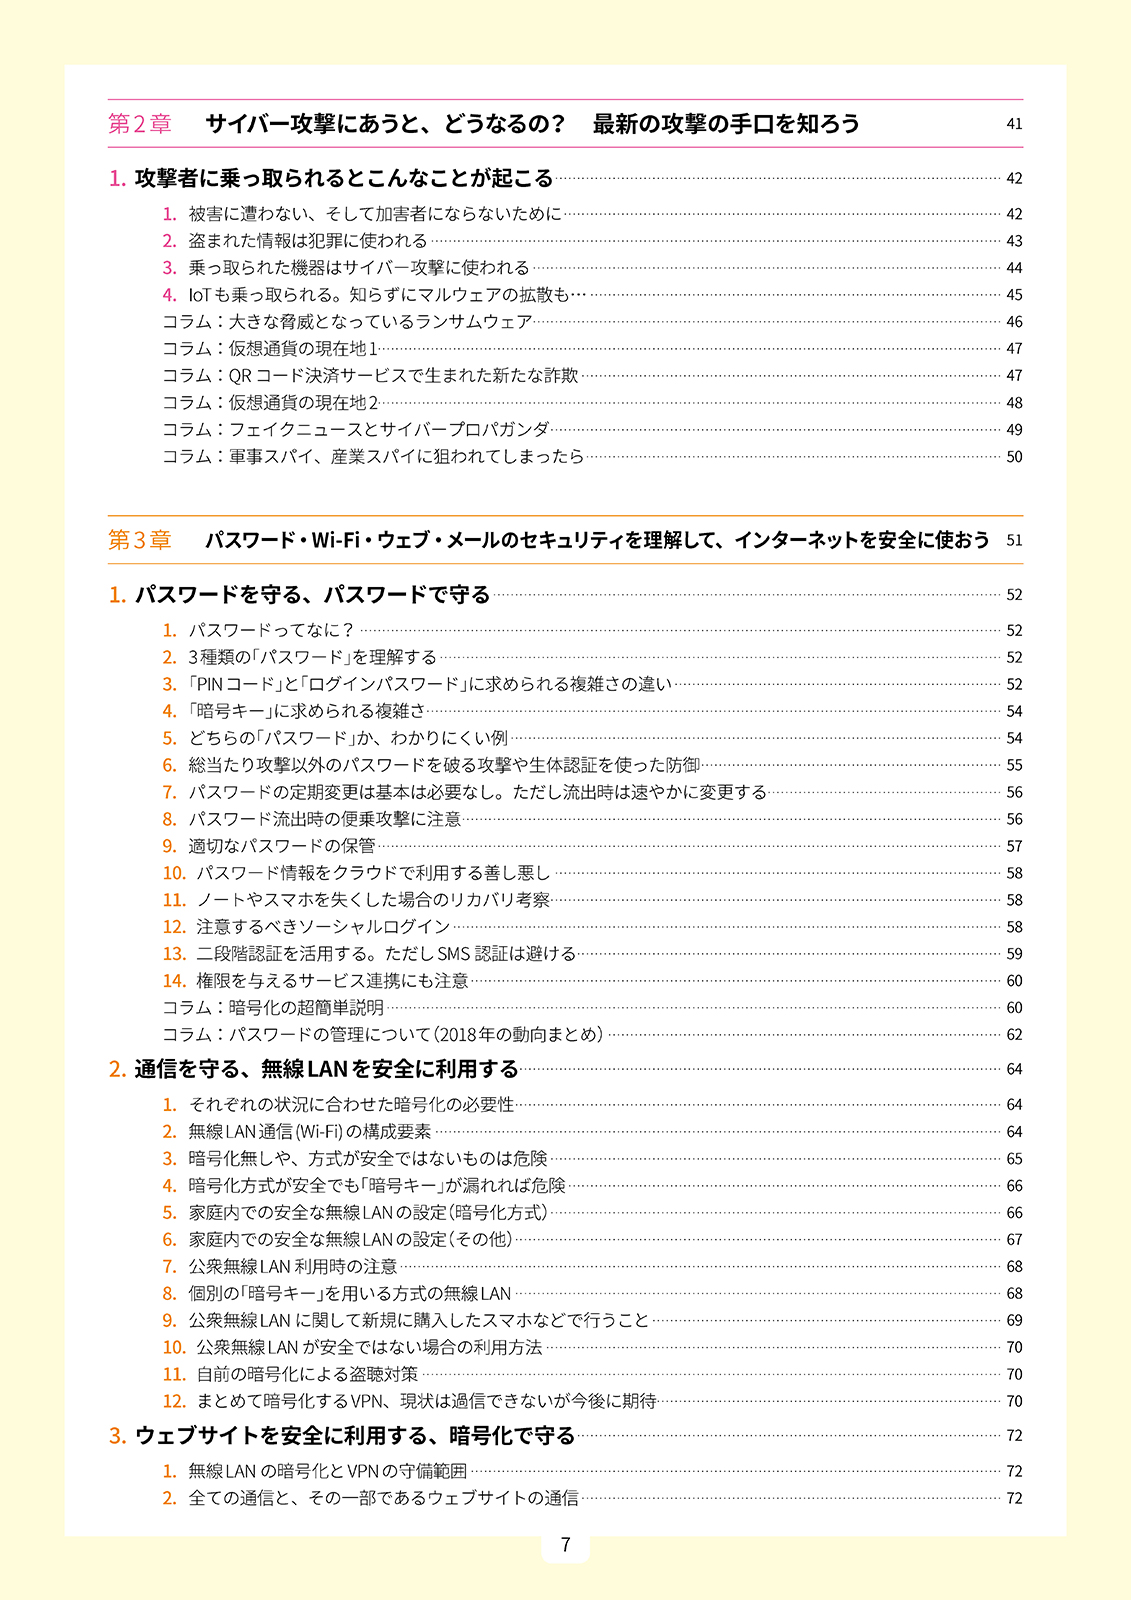 第2章 サイバー攻撃にあうと、どうなるの？ 最新の攻撃の手口を知ろう 41
1. 攻撃者に乗っ取られるとこんなことが起こる 42
1. 被害に遭わない、そして加害者にならないために 42
2. 盗まれた情報は犯罪に使われる 43
3. 乗っ取られた機器はサイバー攻撃に使われる 44
4. IoTも乗っ取られる。知らずにマルウェアの拡散も… 45
コラム：大きな脅威となっているランサムウェア 46
コラム：仮想通貨の現在地1 47
コラム：QRコード決済サービスで生まれた新たな詐欺 47
コラム：仮想通貨の現在地2 48
コラム：フェイクニュースとサイバープロパガンダ 49
コラム：軍事スパイ、産業スパイに狙われてしまったら 50
第3章 パスワード・Wi-Fi・ウェブ・メールのセキュリティを理解して、インターネットを安全に使おう 51
1. パスワードを守る、パスワードで守る 52
1. パスワードってなに？ 52
2. 3種類の「パスワード」を理解する 52
3. 「PINコード」と「ログインパスワード」に求められる複雑さの違い 52
4. 「暗号キー」に求められる複雑さ 54
5. どちらの「パスワード」か、わかりにくい例 54
6. 総当たり攻撃以外のパスワードを破る攻撃や生体認証を使った防御 55
7. パスワードの定期変更は基本は必要なし。ただし流出時は速やかに変更する 56
8. パスワード流出時の便乗攻撃に注意 56
9. 適切なパスワードの保管 57
10. パスワード情報をクラウドで利用する善し悪し 58
11. ノートやスマホを失くした場合のリカバリ考察 58
12. 注意するべきソーシャルログイン 58
13. 二段階認証を活用する。ただしSMS認証は避ける 59
14. 権限を与えるサービス連携にも注意 60
コラム：暗号化の超簡単説明 60
コラム：パスワードの管理について（2018年の動向まとめ） 62
2. 通信を守る、無線LANを安全に利用する 64
1. それぞれの状況に合わせた暗号化の必要性 64
2. 無線LAN通信(Wi-Fi)の構成要素 64
3. 暗号化無しや、方式が安全ではないものは危険 65
4. 暗号化方式が安全でも「暗号キー」が漏れれば危険 66
5. 家庭内での安全な無線LANの設定（暗号化方式） 66
6. 家庭内での安全な無線LANの設定（その他） 67
7. 公衆無線LAN利用時の注意 68
8. 個別の「暗号キー」を用いる方式の無線LAN 68
9. 公衆無線LANに関して新規に購入したスマホなどで行うこと 69
10. 公衆無線LANが安全ではない場合の利用方法 70
11. 自前の暗号化による盗聴対策 70
12. まとめて暗号化するVPN、現状は過信できないが今後に期待 70
3. ウェブサイトを安全に利用する、暗号化で守る 72
1. 無線LANの暗号化とVPNの守備範囲 72
2. 全ての通信と、その一部であるウェブサイトの通信 72
7